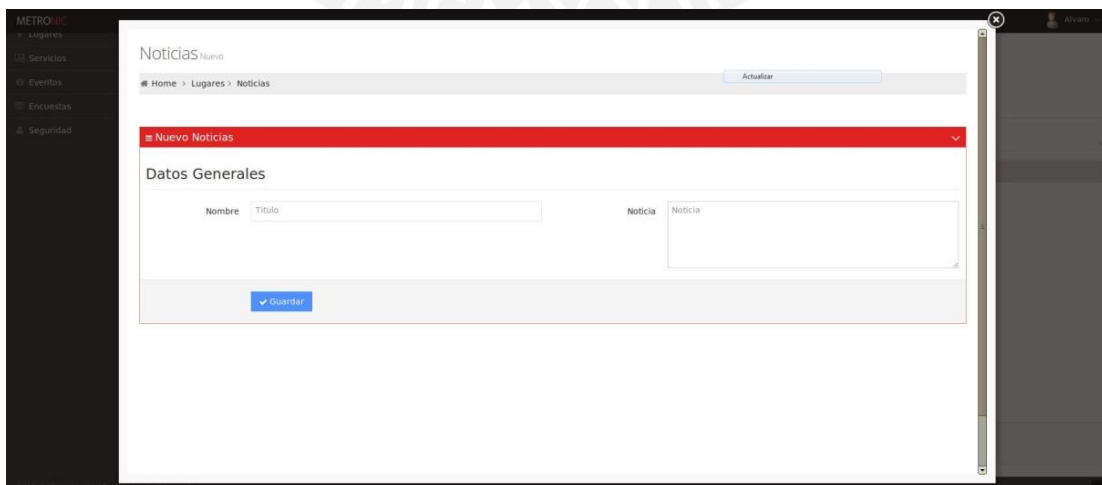 METRONIC
Alvaro
Lugares
Servicios
Eventos
Encuestas
Seguridad
Noticias Nuevo
Home > Lugares > Noticias
Actualizar
Nuevo Noticias
Datos Generales
Nombre
Titulo
Noticia
Noticia
Guardar